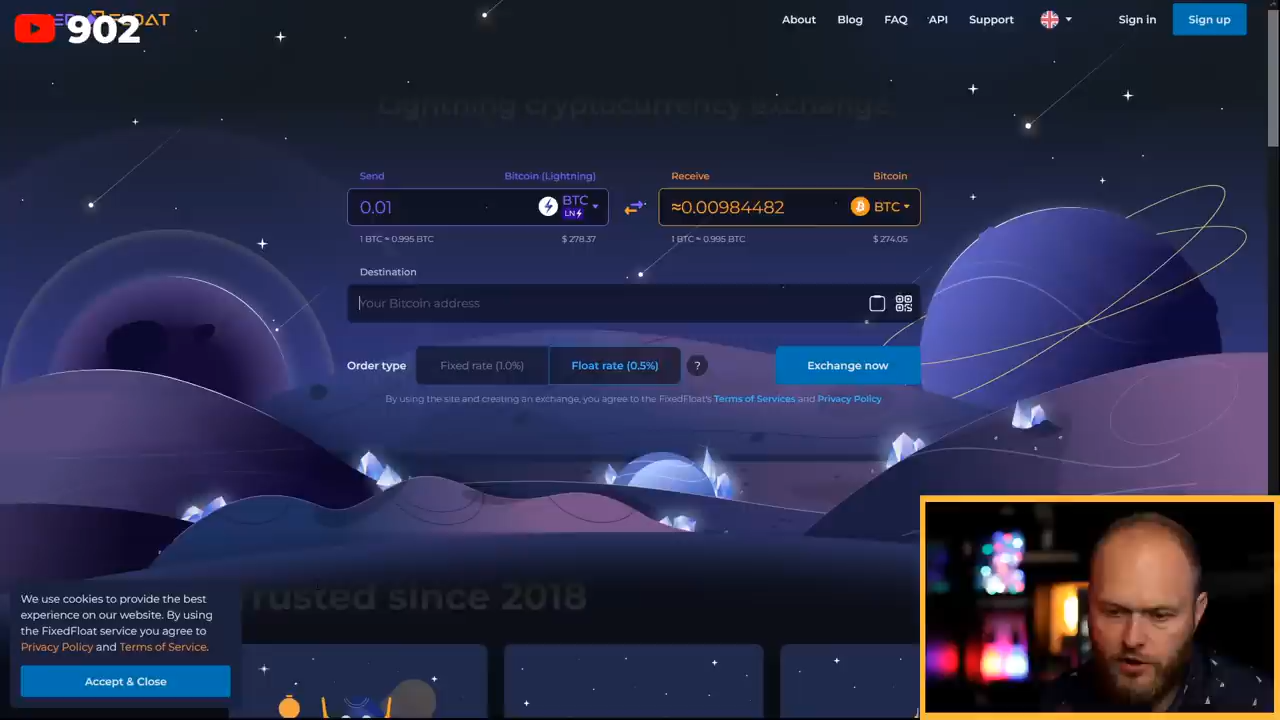 902
About Blog FAQ API Support Sign in Sign up
Lightning cryptocurrency exchange
Send Bitcoin (Lightning) Receive Bitcoin
0.01 BTC LN ≈0.00984482 BTC
1 BTC ≈ 0.995 BTC $ 278.37 1 BTC ≈ 0.995 BTC $ 274.05
Destination
Your Bitcoin address
Order type Fixed rate (1.0%) Float rate (0.5%) ? Exchange now
By using the site and creating an exchange, you agree to the FixedFloat's Terms of Services and Privacy Policy
Trusted since 2018
We use cookies to provide the best
experience on our website. By using
the FixedFloat service you agree to
Privacy Policy and Terms of Service.
Accept & Close